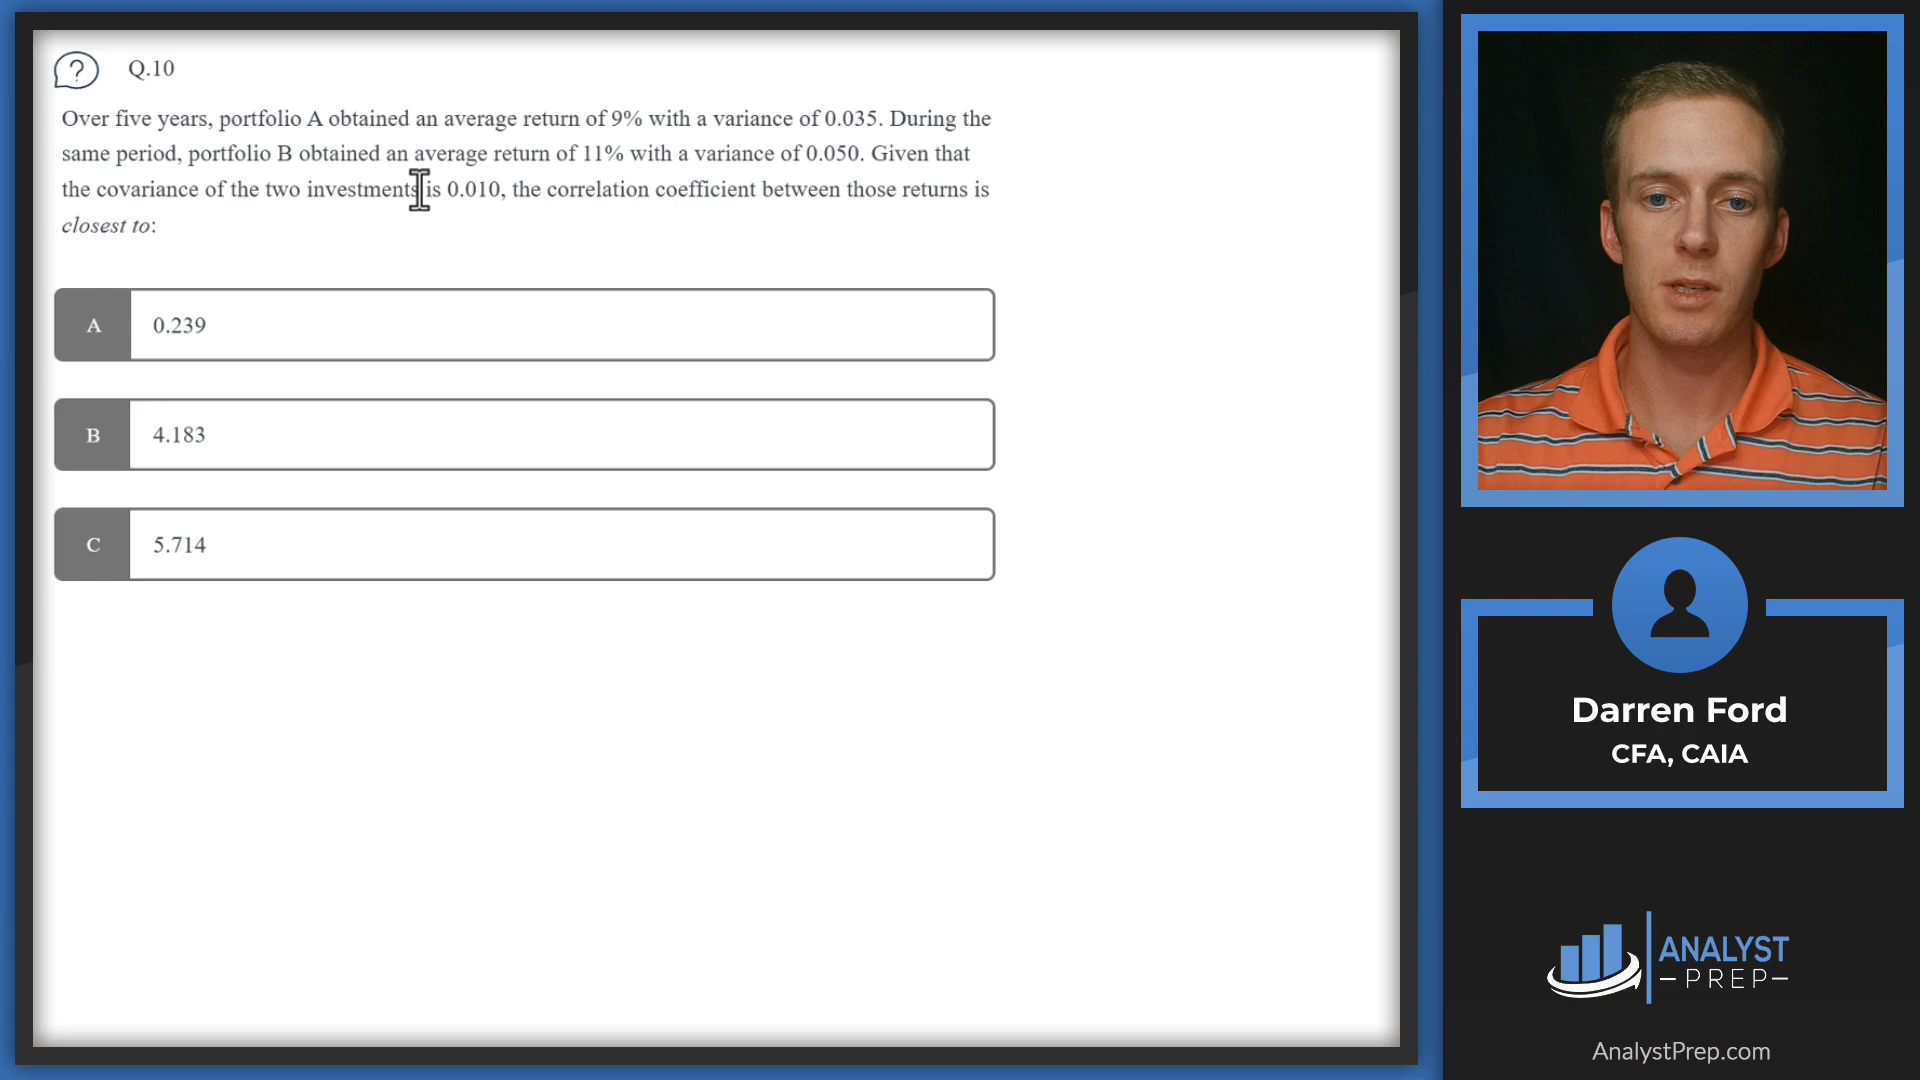 ?
Q.10
Over five years, portfolio A obtained an average return of 9% with a variance of 0.035. During the
same period, portfolio B obtained an average return of 11% with a variance of 0.050. Given that
the covariance of the two investments is 0.010, the correlation coefficient between those returns is
closest to:
A
0.239
B
4.183
C
5.714
Darren Ford
CFA, CAIA
ANALYST
PREP
AnalystPrep.com